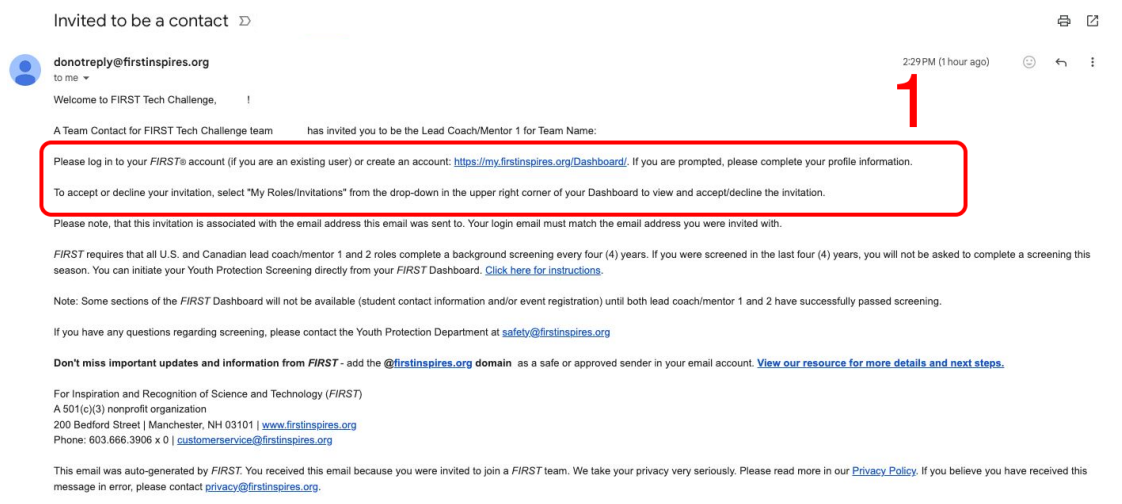 Invited to be a contact
donotreply@firstinspires.org
2:29 PM (1 hour ago)
to me
1
Welcome to FIRST Tech Challenge, !
A Team Contact for FIRST Tech Challenge team has invited you to be the Lead Coach/Mentor 1 for Team Name:
Please log in to your FIRST® account (if you are an existing user) or create an account: https://my.firstinspires.org/Dashboard/. If you are prompted, please complete your profile information.
To accept or decline your invitation, select "My Roles/Invitations" from the drop-down in the upper right corner of your Dashboard to view and accept/decline the invitation.
Please note, that this invitation is associated with the email address this email was sent to. Your login email must match the email address you were invited with.
FIRST requires that all U.S. and Canadian lead coach/mentor 1 and 2 roles complete a background screening every four (4) years. If you were screened in the last four (4) years, you will not be asked to complete a screening this
season. You can initiate your Youth Protection Screening directly from your FIRST Dashboard. Click here for instructions.
Note: Some sections of the FIRST Dashboard will not be available (student contact information and/or event registration) until both lead coach/mentor 1 and 2 have successfully passed screening.
If you have any questions regarding screening, please contact the Youth Protection Department at safety@firstinspires.org
Don't miss important updates and information from FIRST - add the @firstinspires.org domain as a safe or approved sender in your email account. View our resource for more details and next steps.
For Inspiration and Recognition of Science and Technology (FIRST)
A 501(c)(3) nonprofit organization
200 Bedford Street | Manchester, NH 03101 | www.firstinspires.org
Phone: 603.666.3906 x 0 | customerservice@firstinspires.org
This email was auto-generated by FIRST. You received this email because you were invited to join a FIRST team. We take your privacy very seriously. Please read more in our Privacy Policy. If you believe you have received this
message in error, please contact privacy@firstinspires.org.